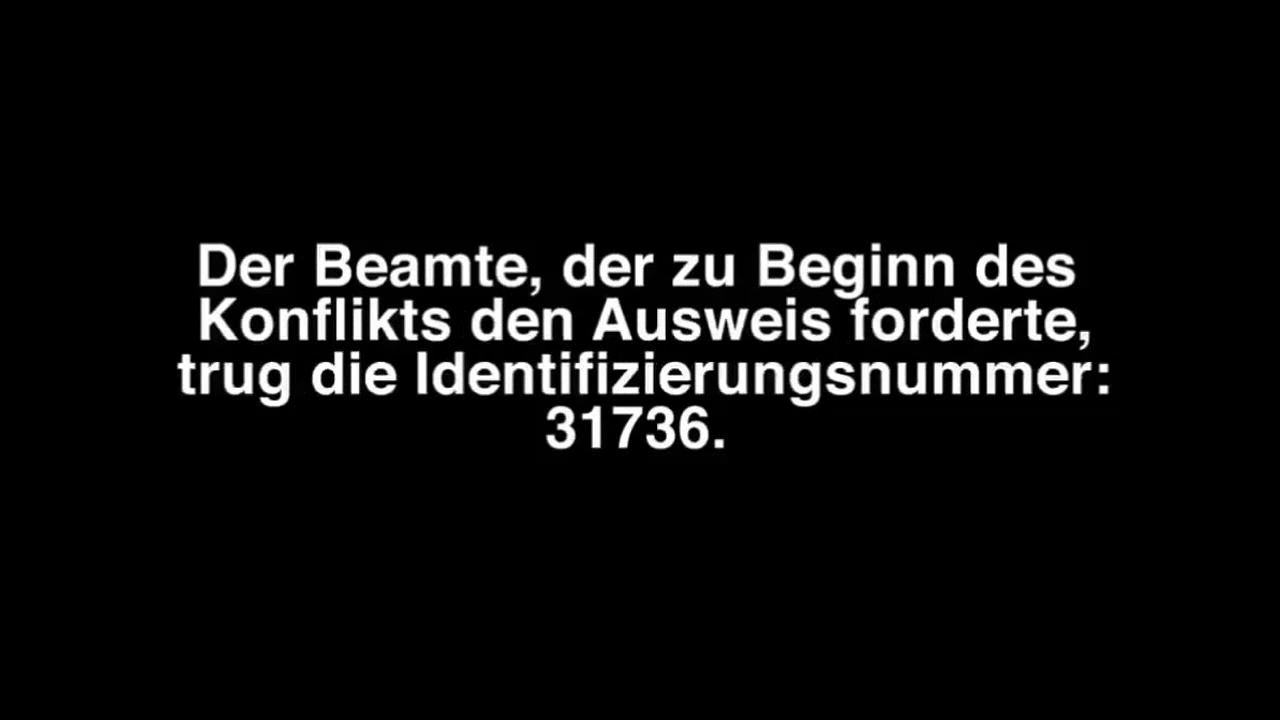 Der Beamte, der zu Beginn des
Konflikts den Ausweis forderte,
trug die Identifizierungsnummer:
31736.